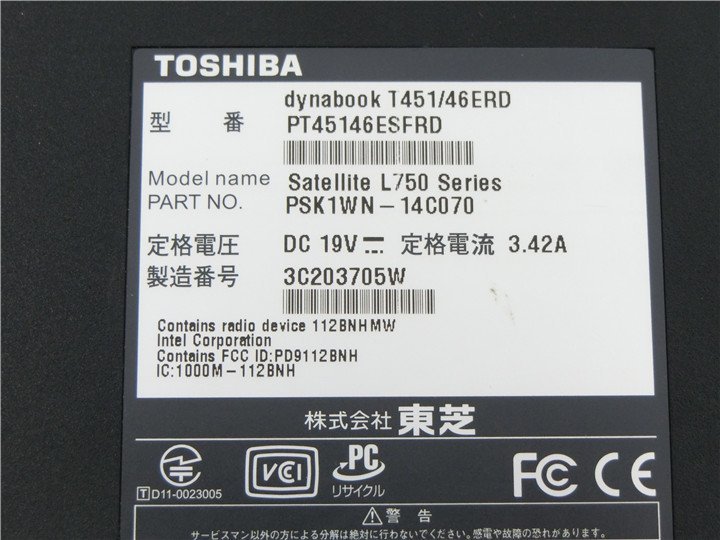 TOSHIBA
dynabook T451/46ERD
型 番 PT45146ESFRD
Model name Satellite L750 Series
PART NO. PSK1WN-14C070
定格電圧 DC 19V 定格電流 3.42A
製造番号 3C203705W
Contains radio device 112BNHMW
Intel Corporation
Contains FCC ID:PD9112BNH
IC:1000M-112BNH
株式会社 東芝
VCCI PC FC CE
リサイクル
T D11-0023005
警 告
サービスマン以外の方による分解は絶対に行わないでください。感電や故障の恐れがあります。